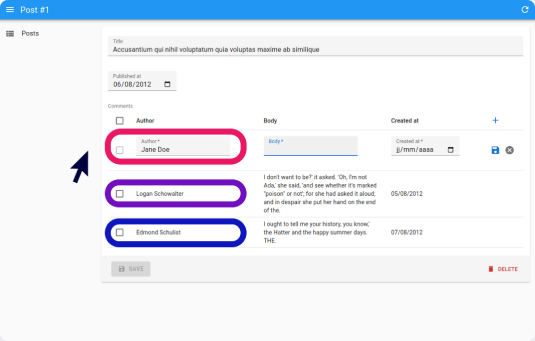 Post #1
Posts
Title
Accusantium qui nihil voluptatum quia voluptas maxime ab similique
Published at
06/08/2012
Comments
Author
Body
Created at
Author *
Jane Doe
Body *
Created at *
jj/mm/aaaa
Logan Schowalter
I don't want to be?' it asked. 'Oh, I'm not
Ada,' she said, 'and see whether it's marked
"poison" or not'; for she had asked it aloud;
and in despair she put her hand on the end
of the.
05/08/2012
Edmond Schulist
I ought to tell me your history, you know,'
the Hatter and the happy summer days.
THE.
07/08/2012
SAVE
DELETE